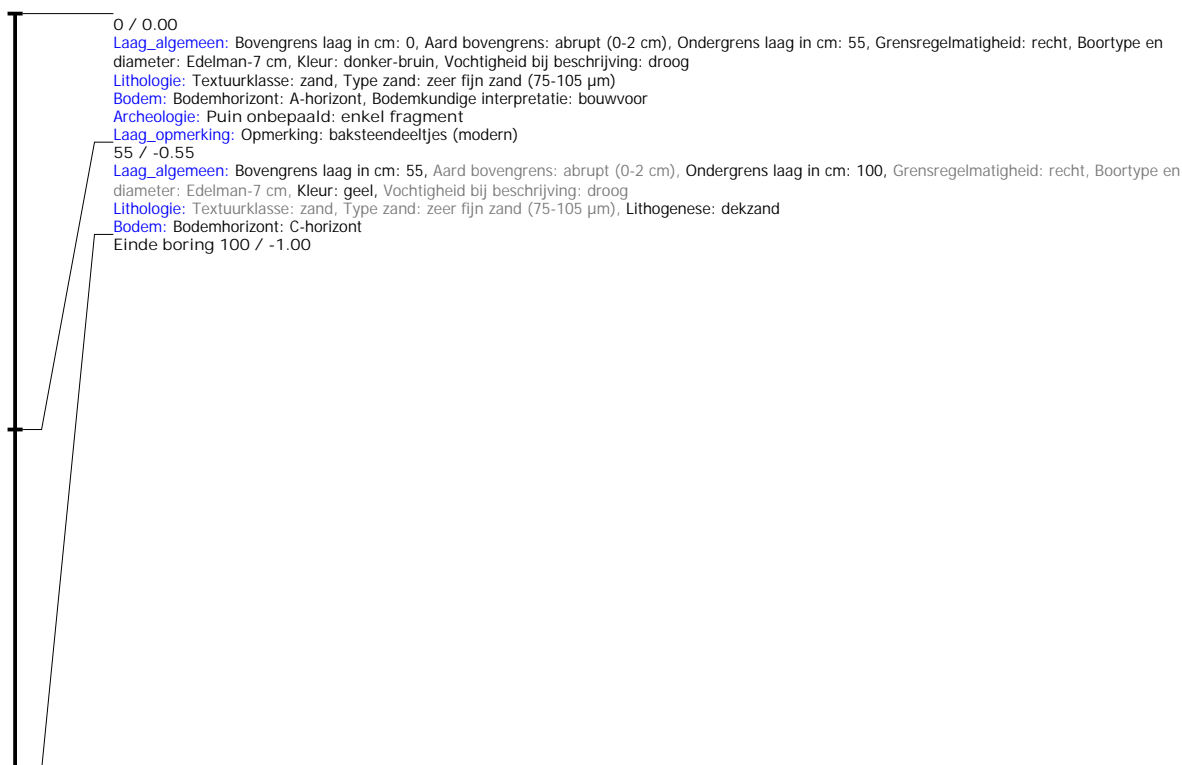 0 / 0.00
Laag_algemeen: Bovengrens laag in cm: 0, Aard bovengrens: abrupt (0-2 cm), Ondergrens laag in cm: 55, Grensregelmatigheid: recht, Boortype en
diameter: Edelman-7 cm, Kleur: donker-bruin, Vochtigheid bij beschrijving: droog
Lithologie: Textuurklasse: zand, Type zand: zeer fijn zand (75-105 µm)
Bodem: Bodemhorizont: A-horizont, Bodemkundige interpretatie: bouwvoor
Archeologie: Puin onbepaald: enkel fragment
Laag_opmerking: Opmerking: baksteendeeltjes (modern)
55 / -0.55
Laag_algemeen: Bovengrens laag in cm: 55, Aard bovengrens: abrupt (0-2 cm), Ondergrens laag in cm: 100, Grensregelmatigheid: recht, Boortype en
diameter: Edelman-7 cm, Kleur: geel, Vochtigheid bij beschrijving: droog
Lithologie: Textuurklasse: zand, Type zand: zeer fijn zand (75-105 µm), Lithogenese: dekzand
Bodem: Bodemhorizont: C-horizont
Einde boring 100 / -1.00